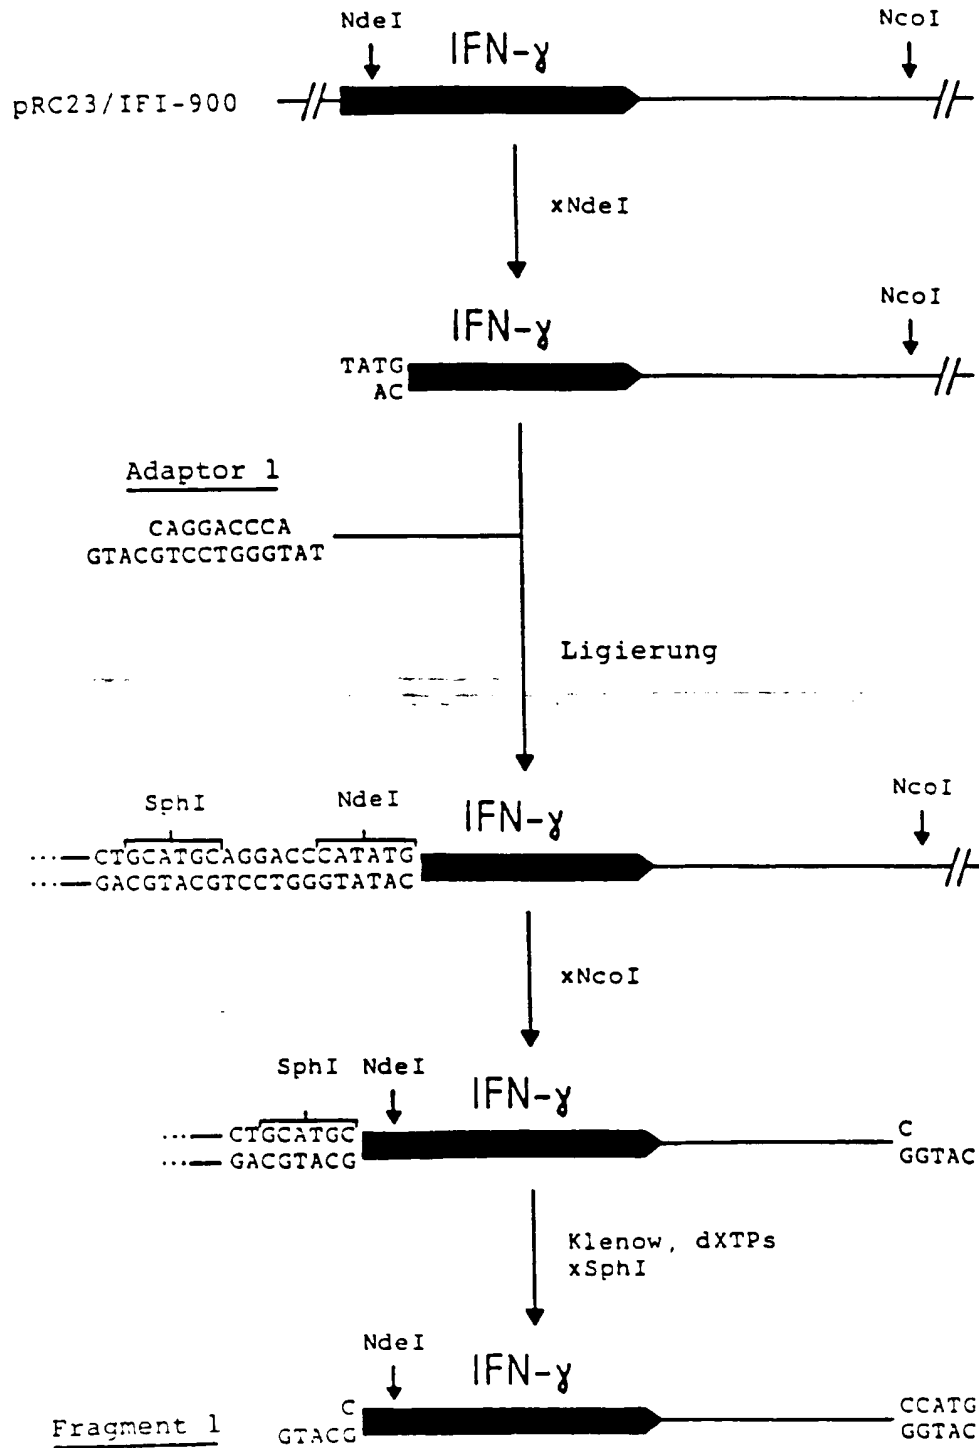 NdeI
NcoI
IFN-γ
pRC23/IFI-900
xNdeI
NcoI
IFN-γ
TATG
AC
Adaptor 1
CAGGACCCA
GTACGTCCTGGGTAT
Ligierung
SphI
NdeI
NcoI
IFN-γ
CTGCATGCAGGACCCATATG
GACGTACGTCCTGGGTATAC
xNcoI
SphI NdeI
IFN-γ
CTGCATGC
GACGTACG
C
GGTAC
Klenow, dXTPs
xSphI
NdeI
IFN-γ
C
GTACG
CCATG
GGTAC
Fragment 1